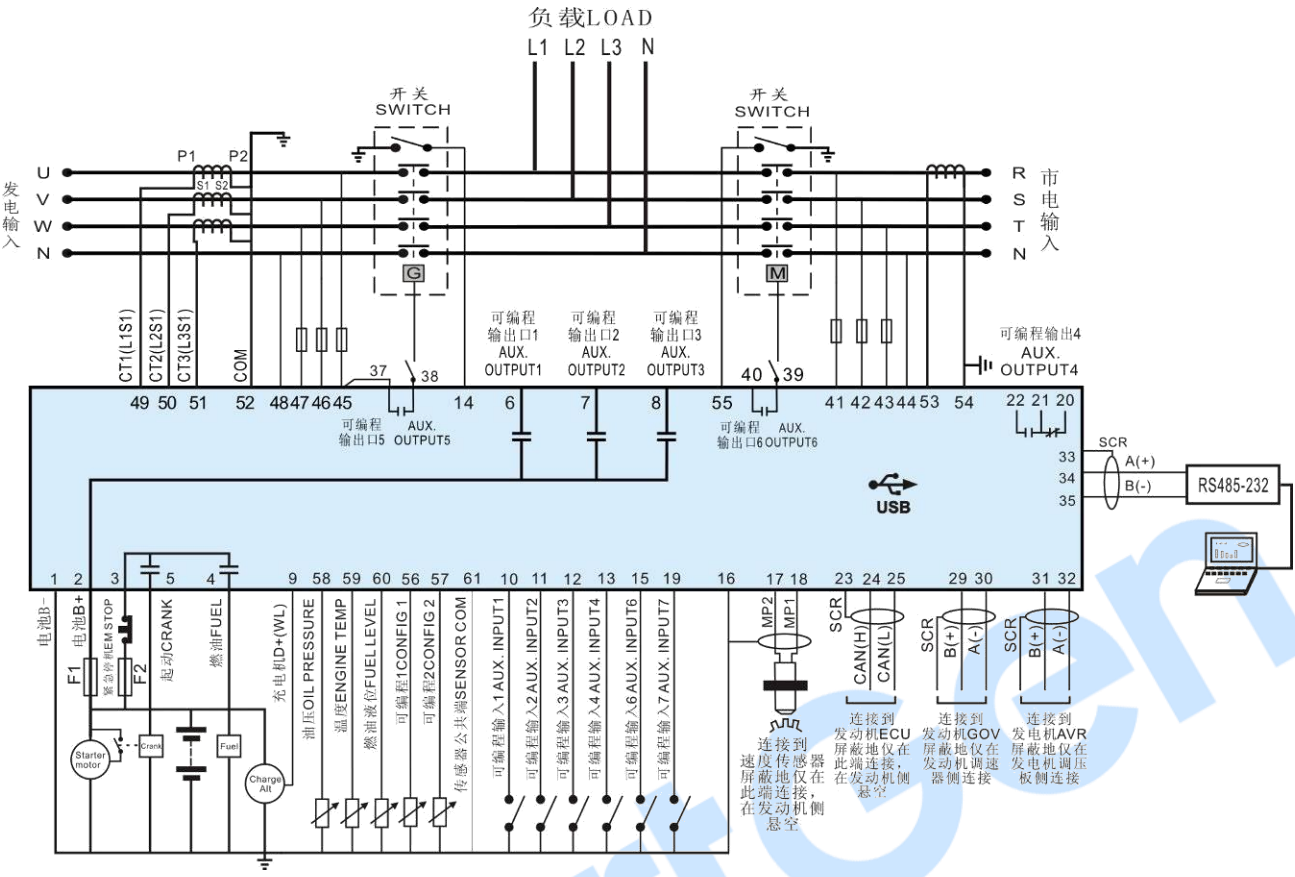 负载LOAD
L1 L2 L3 N
开关
SWITCH
开关
SWITCH
P1 P2
S1 S2
U
V
W
N
发电输入
R
S
T
N
市电输入
G
M
CT1(L1S1)
CT2(L2S1)
CT3(L3S1)
COM
可编程
输出口1
AUX.
OUTPUT1
可编程
输出口2
AUX.
OUTPUT2
可编程
输出口3
AUX.
OUTPUT3
可编程输出4
AUX.
OUTPUT4
37 38
40 39
49 50 51 52 48 47 46 45 14 6 7 8 55 41 42 43 44 53 54 22 21 20
可编程
输出口5
AUX.
OUTPUT5
可编程
输出口6
AUX.
OUTPUT6
USB
33
34
35
SCR
A(+)
B(-)
RS485-232
1 2 3 5 4 9 58 59 60 56 57 61 10 11 12 13 15 19 16 17 18 23 24 25 29 30 31 32
电池B-
电池B+
紧急停机EM STOP
起动CRANK
燃油FUEL
充电机D+(WL)
油压OIL PRESSURE
温度ENGINE TEMP
燃油液位FUEL LEVEL
可编程1CONFIG 1
可编程2CONFIG 2
传感器公共端SENSOR COM
可编程输入1 AUX. INPUT1
可编程输入2 AUX. INPUT2
可编程输入3 AUX. INPUT3
可编程输入4 AUX. INPUT4
可编程输入6 AUX. INPUT6
可编程输入7 AUX. INPUT7
MP2
MP1
SCR
CAN(H)
CAN(L)
SCR
B(+)
A(-)
SCR
B(+)
A(-)
F1
F2
Starter
motor
Crank
Fuel
Charge
Alt
连接到
速度传感器
屏蔽地仅在
此端连接,
在发动机侧
悬空
连接到
发动机ECU
屏蔽地仅在
此端连接,
在发动机侧
悬空
连接到
发动机GOV
屏蔽地仅在
发动机调速
器侧连接
连接到
发电机AVR
屏蔽地仅在
发电机调压
板侧连接